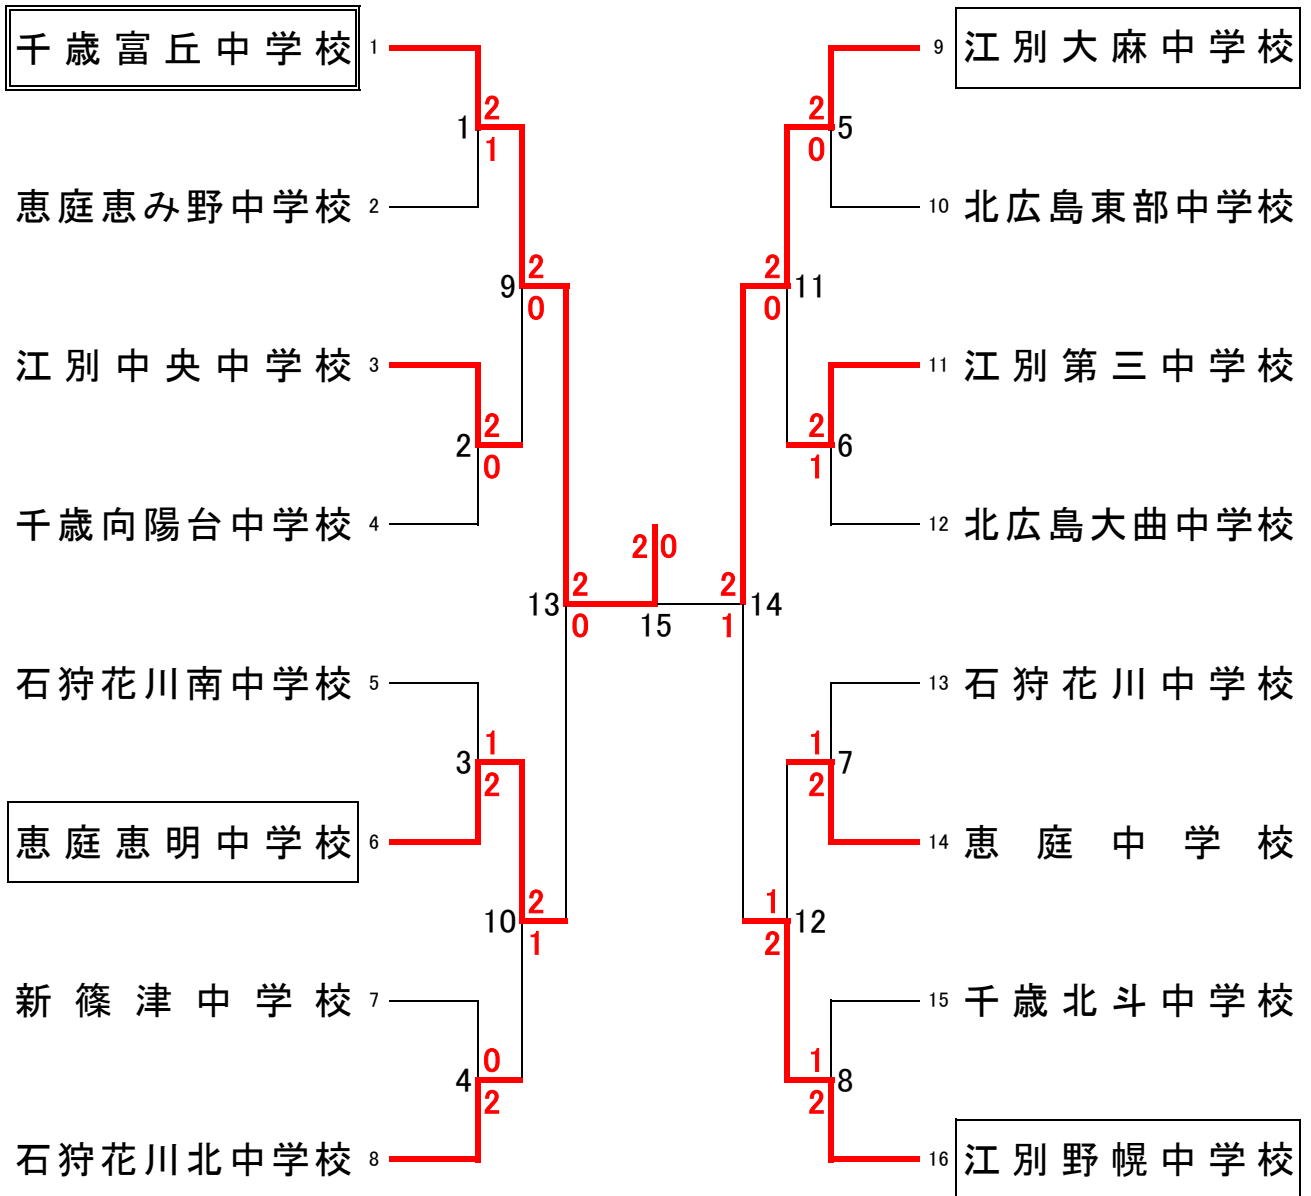 千歳富丘中学校 1 9 江別大麻中学校
2 2
1 5
1 0
恵庭恵み野中学校 2 10 北広島東部中学校
2 2
9 11
0 0
江別中央中学校 3 11 江別第三中学校
2 2
2 6
0 1
千歳向陽台中学校 4 12 北広島大曲中学校
2 0
2 2
13 14
0 15 1
石狩花川南中学校 5 13 石狩花川中学校
1 1
3 7
2 2
恵庭恵明中学校 6 14 恵庭中学校
2 1
10 12
1 2
新篠津中学校 7 15 千歳北斗中学校
0 1
4 8
2 2
石狩花川北中学校 8 16 江別野幌中学校